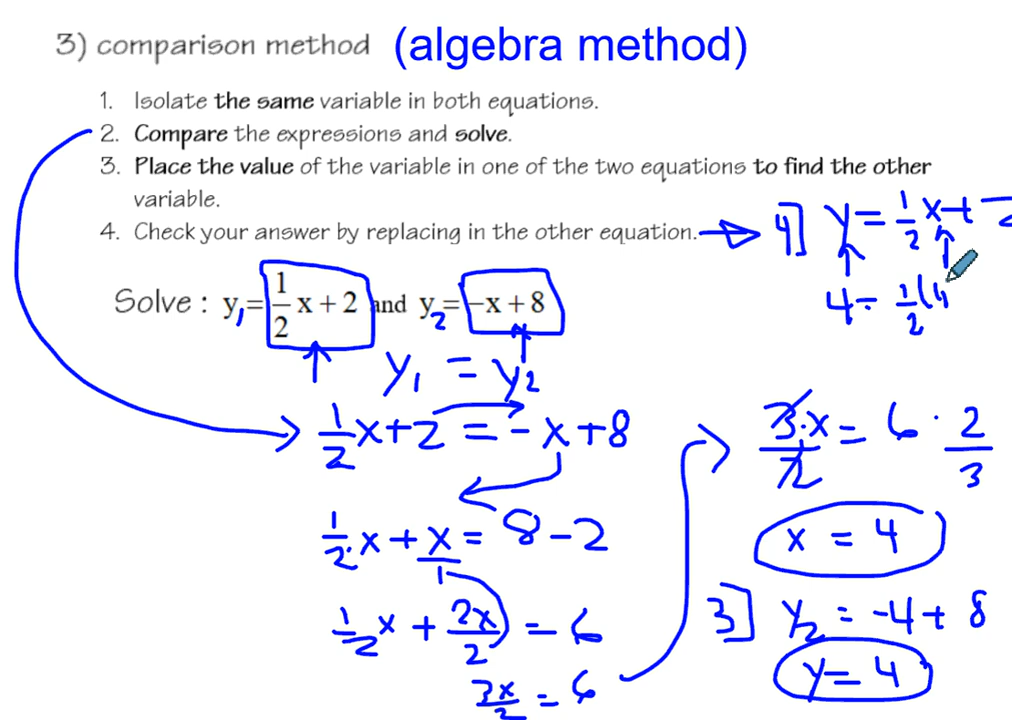 3) comparison method (algebra method)
1. Isolate the same variable in both equations.
2. Compare the expressions and solve.
3. Place the value of the variable in one of the two equations to find the other
variable.
4. Check your answer by replacing in the other equation.
4] y = 1/2 x + 2
4 = 1/2 (4
Solve : y1 = 1/2 x + 2 and y2 = -x + 8
y1 = y2
1/2 x + 2 = -x + 8
1/2 · x + x/1 = 8 - 2
1/2 x + 2x/2 = 6
3x/2 = 6
3 · x/2 = 6 · 2/3
x = 4
3] y2 = -4 + 8
y = 4